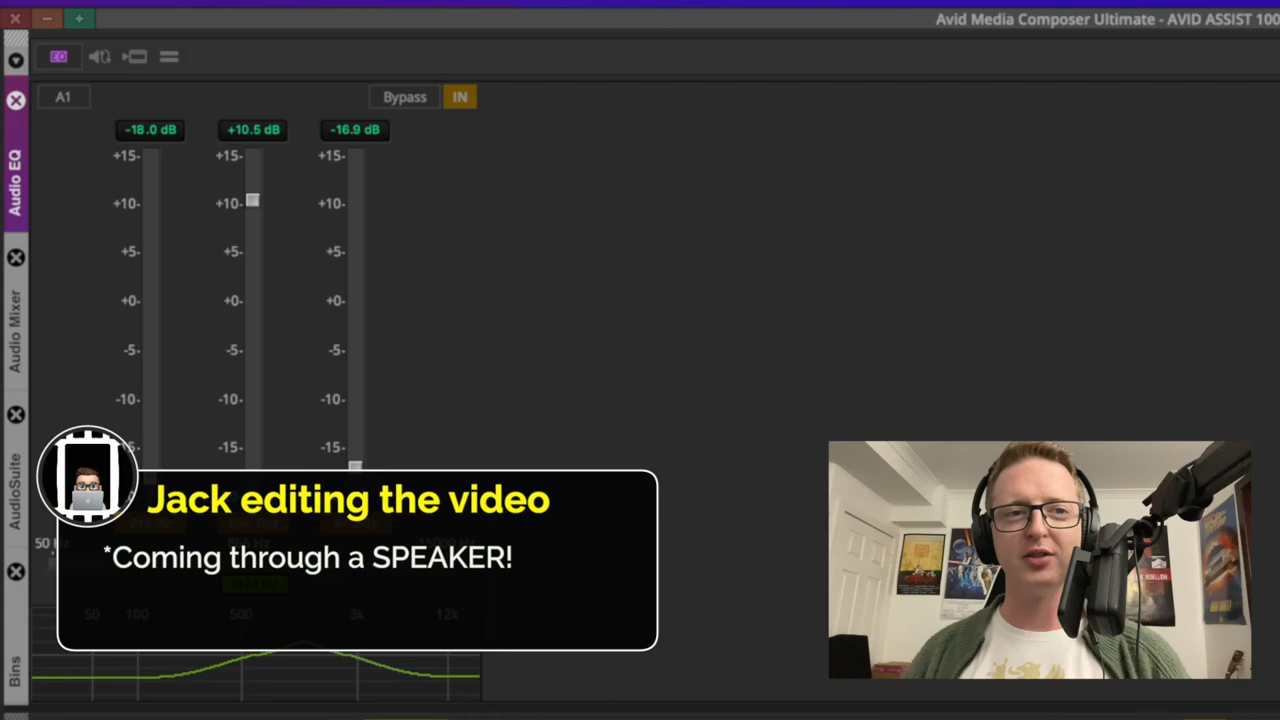 Avid Media Composer Ultimate - AVID ASSIST 100
EQ
A1
Bypass
IN
-18.0 dB
+10.5 dB
-16.9 dB
+15-
+15-
+15-
+10-
+10-
+10-
+5-
+5-
+5-
+0-
+0-
+0-
-5-
-5-
-5-
-10-
-10-
-10-
-15-
-15-
Audio EQ
Audio Mixer
AudioSuite
Bins
Jack editing the video
*Coming through a SPEAKER!
50
50
100
500
3k
12k